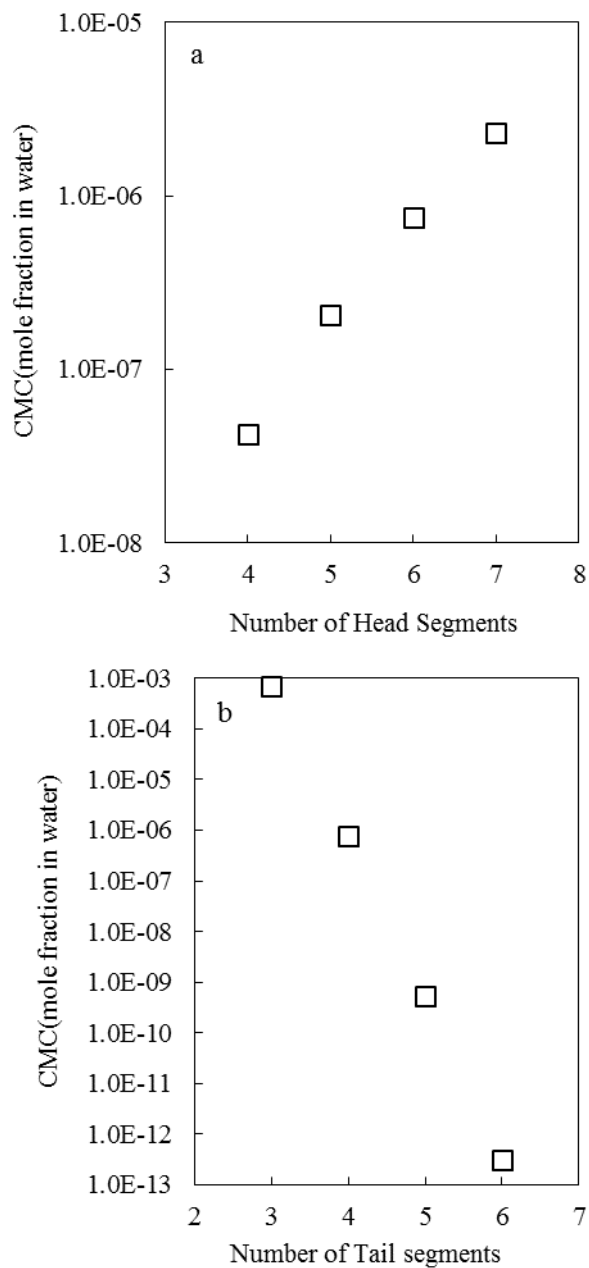 a
CMC(mole fraction in water)
1.0E-05
1.0E-06
1.0E-07
1.0E-08
3 4 5 6 7 8
Number of Head Segments
b
CMC(mole fraction in water)
1.0E-03
1.0E-04
1.0E-05
1.0E-06
1.0E-07
1.0E-08
1.0E-09
1.0E-10
1.0E-11
1.0E-12
1.0E-13
2 3 4 5 6 7
Number of Tail segments